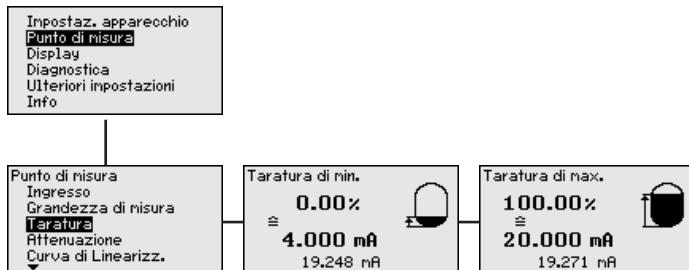 Impostaz. apparecchio
Punto di misura
Display
Diagnostica
Ulteriori impostazioni
Info
Punto di misura
Ingresso
Grandezza di misura
Taratura
Attenuazione
Curva di Linearizz.
Taratura di min.
0.00%
≅
4.000 mA
19.248 mA
Taratura di max.
100.00%
≅
20.000 mA
19.271 mA